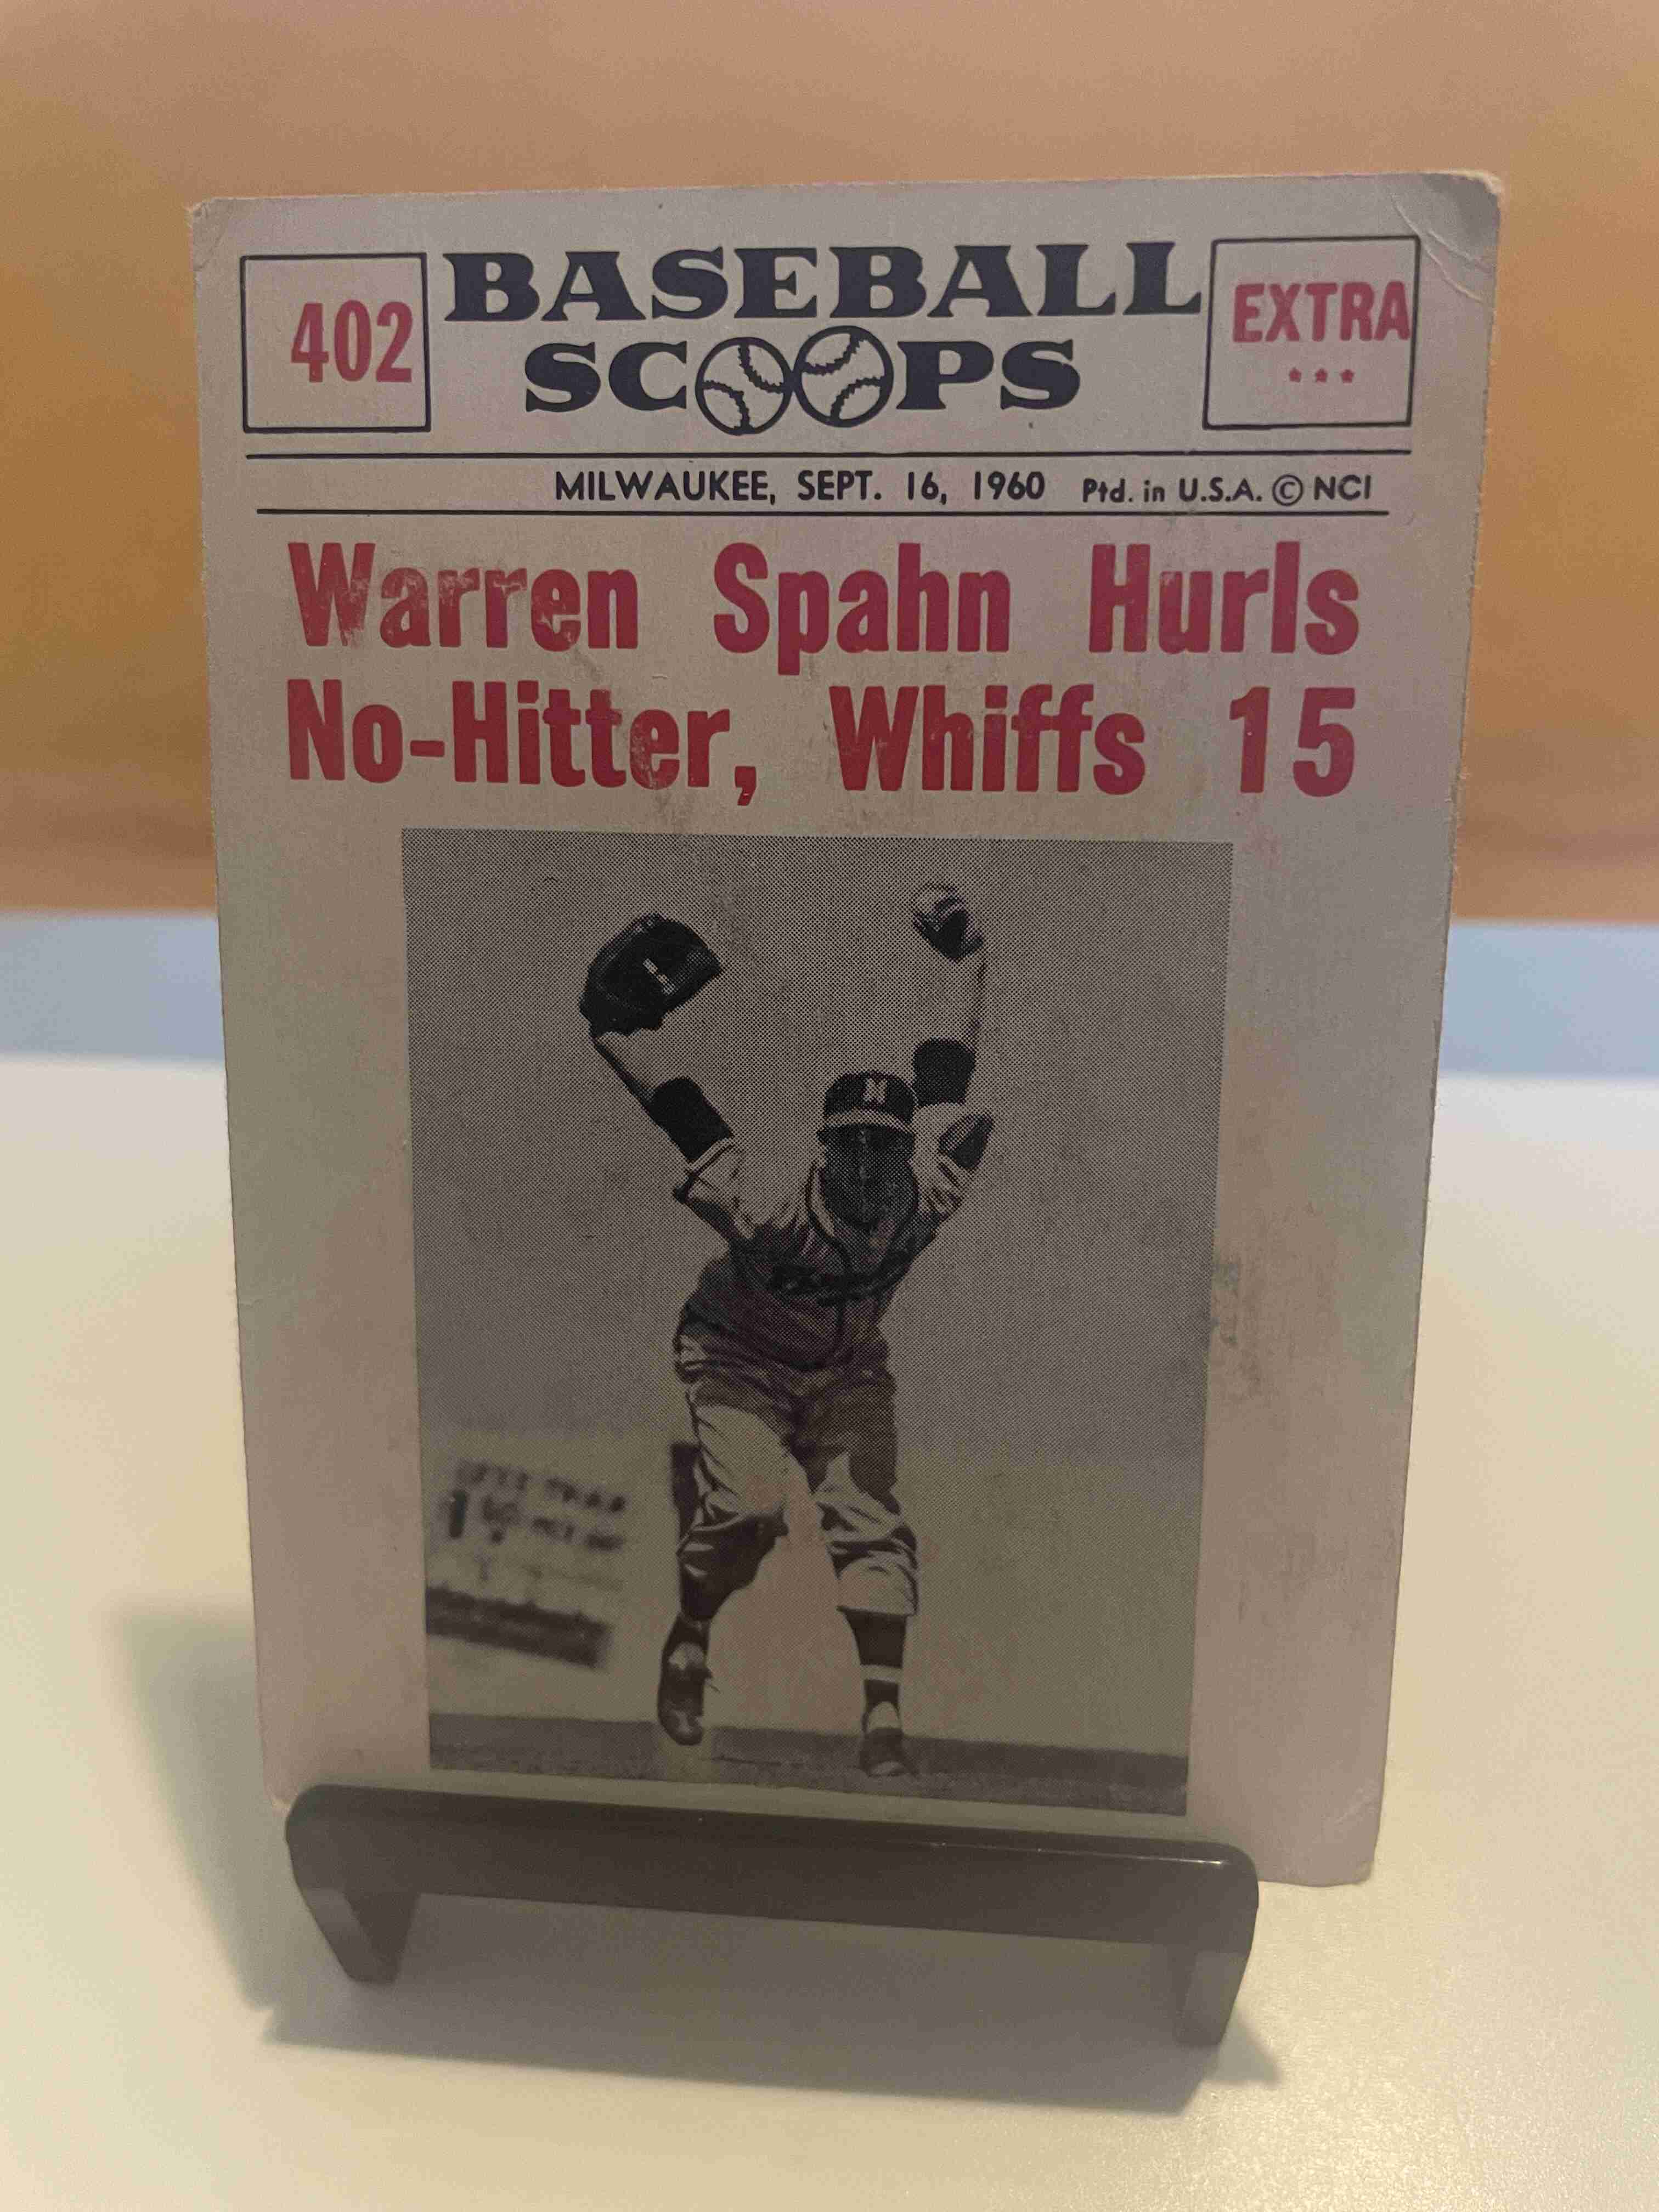 402
BASEBALL
SCOOPS
EXTRA
MILWAUKEE, SEPT. 16, 1960 Ptd. in U.S.A. © NCI
Warren Spahn Hurls
No-Hitter, Whiffs 15
M